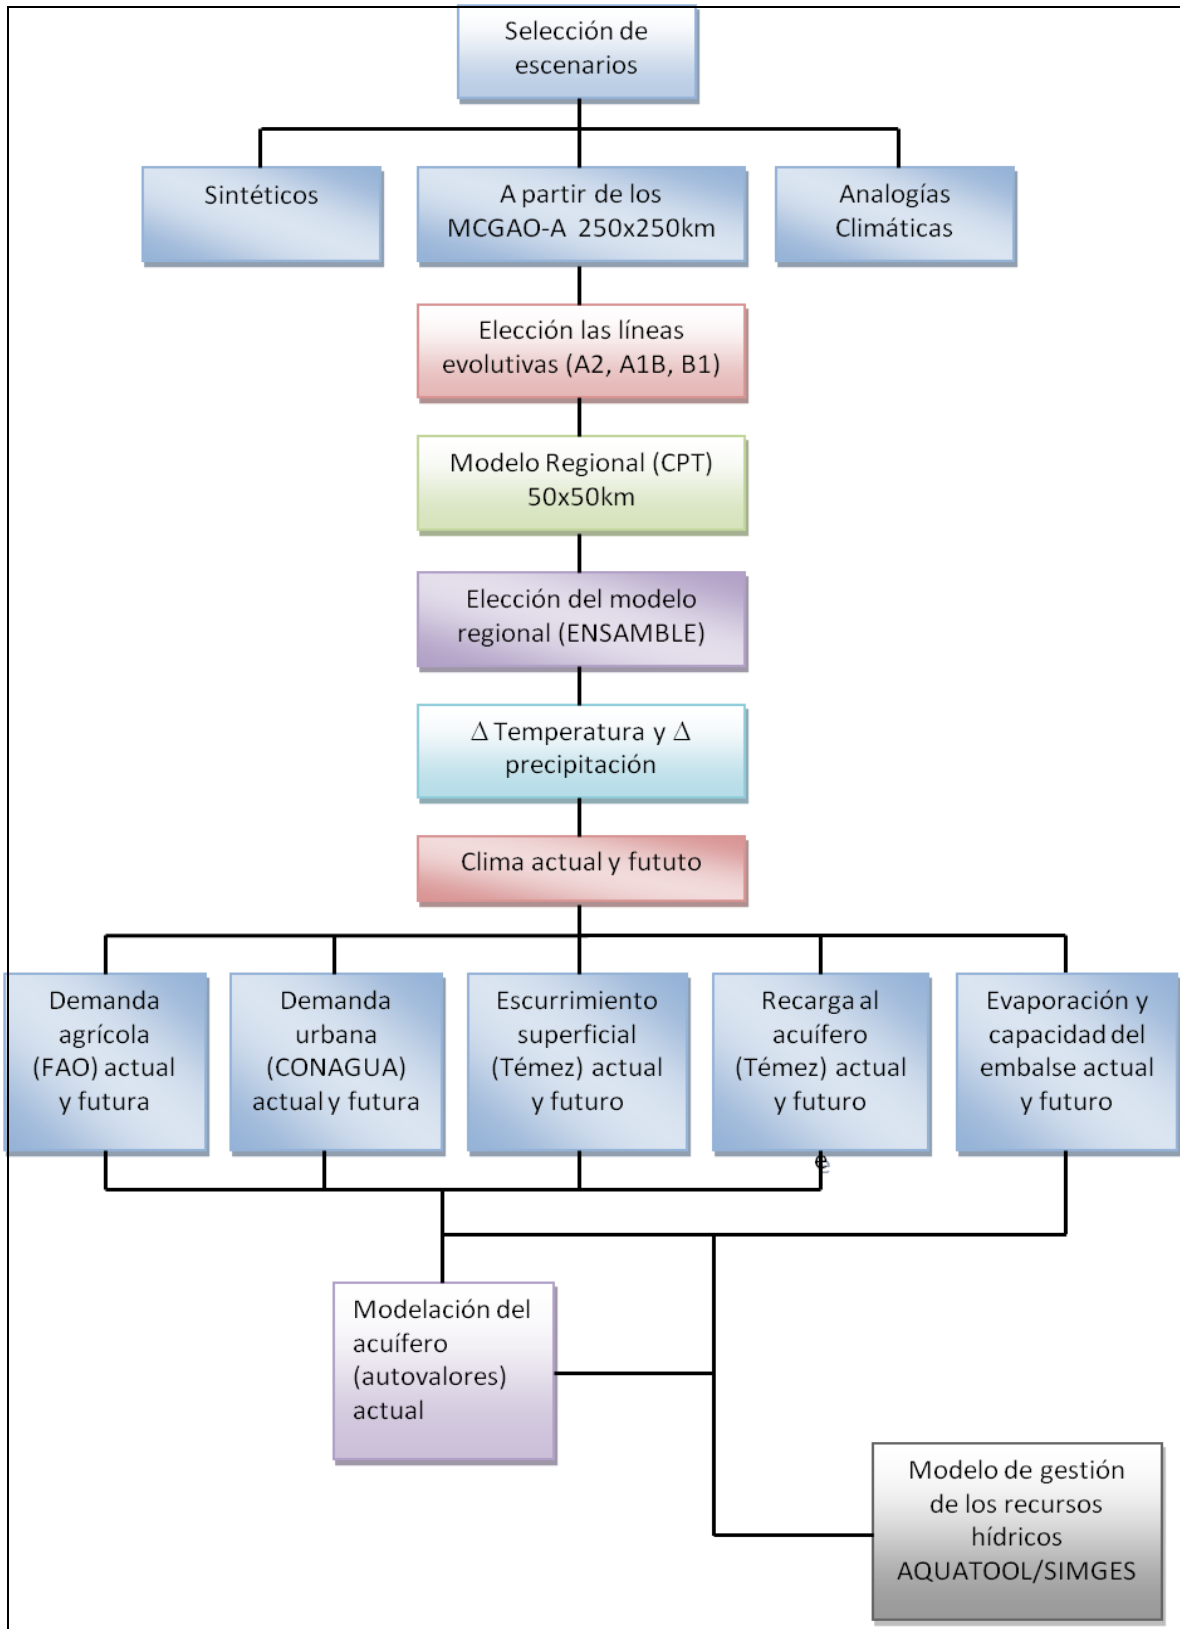 Selección de
escenarios
Sintéticos
A partir de los
MCGAO-A 250x250km
Analogías
Climáticas
Elección las líneas
evolutivas (A2, A1B, B1)
Modelo Regional (CPT)
50x50km
Elección del modelo
regional (ENSAMBLE)
Δ Temperatura y Δ
precipitación
Clima actual y fututo
Demanda
agrícola
(FAO) actual
y futura
Demanda
urbana
(CONAGUA)
actual y futura
Escurrimiento
superficial
(Témez) actual
y futuro
Recarga al
acuífero
(Témez) actual
y futuro
Evaporación y
capacidad del
embalse actual
y futuro
e
Modelación del
acuífero
(autovalores)
actual
Modelo de gestión
de los recursos
hídricos
AQUATOOL/SIMGES